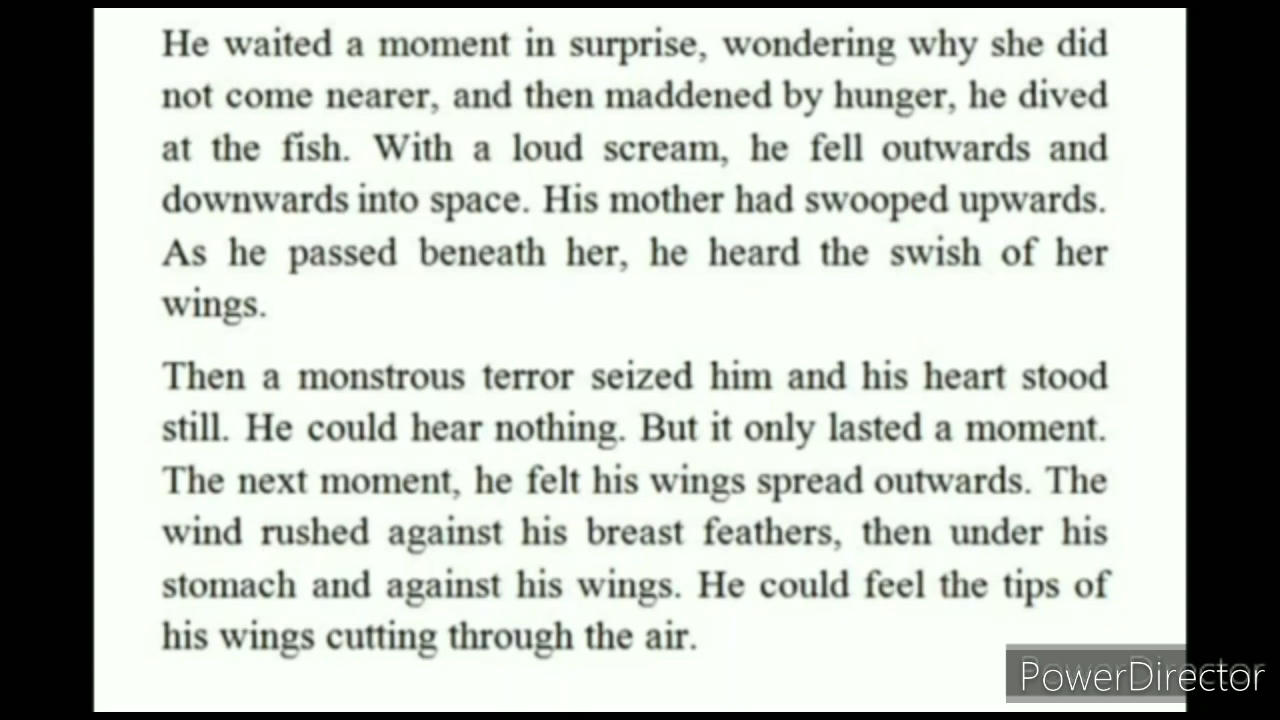 He waited a moment in surprise, wondering why she did
not come nearer, and then maddened by hunger, he dived
at the fish. With a loud scream, he fell outwards and
downwards into space. His mother had swooped upwards.
As he passed beneath her, he heard the swish of her
wings.
Then a monstrous terror seized him and his heart stood
still. He could hear nothing. But it only lasted a moment.
The next moment, he felt his wings spread outwards. The
wind rushed against his breast feathers, then under his
stomach and against his wings. He could feel the tips of
his wings cutting through the air.
PowerDirector